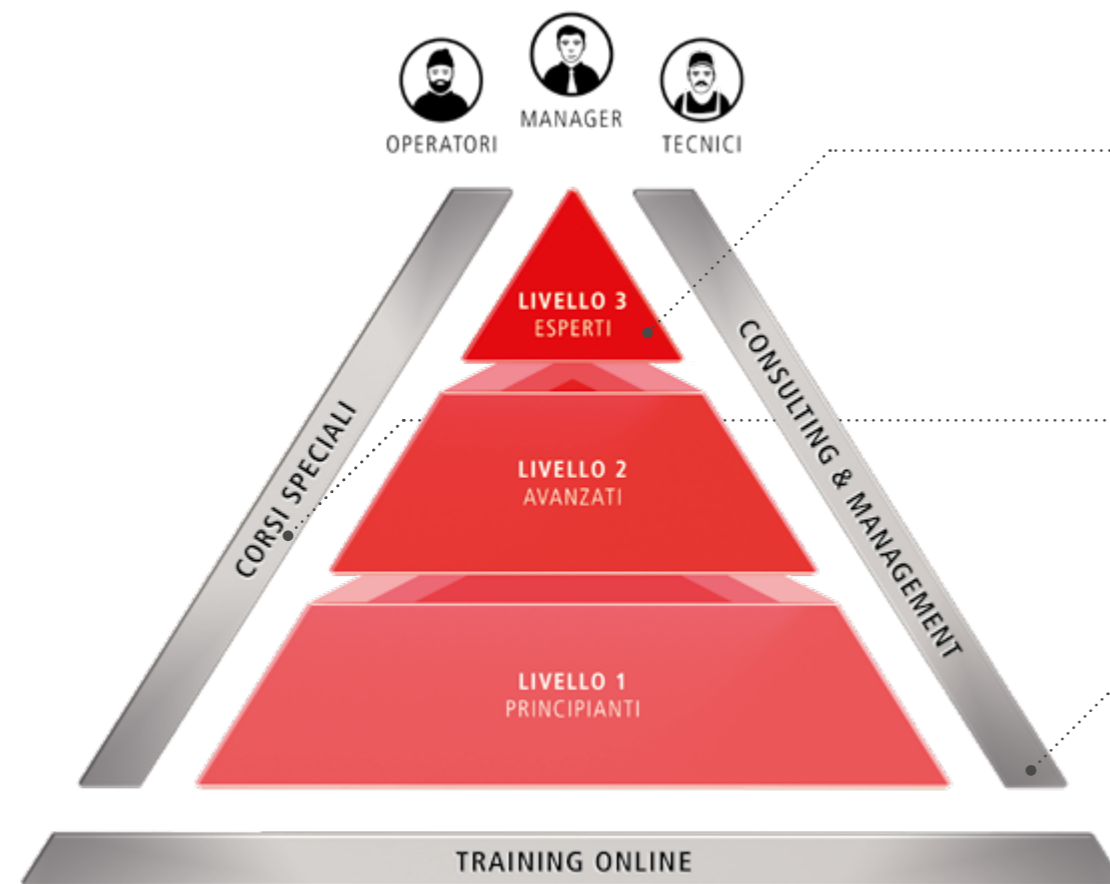 OPERATORI
MANAGER
TECNICI
LIVELLO 3
ESPERTI
CORSI SPECIALI
CONSULTING & MANAGEMENT
LIVELLO 2
AVANZATI
LIVELLO 1
PRINCIPIANTI
TRAINING ONLINE